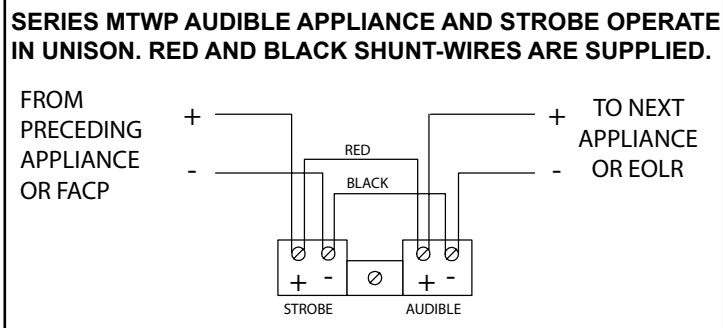 SERIES MTWP AUDIBLE APPLIANCE AND STROBE OPERATE
IN UNISON. RED AND BLACK SHUNT-WIRES ARE SUPPLIED.
FROM
PRECEDING
APPLIANCE
OR FACP
+
-
RED
BLACK
+
-
TO NEXT
APPLIANCE
OR EOLR
+ -
+ -
STROBE
AUDIBLE